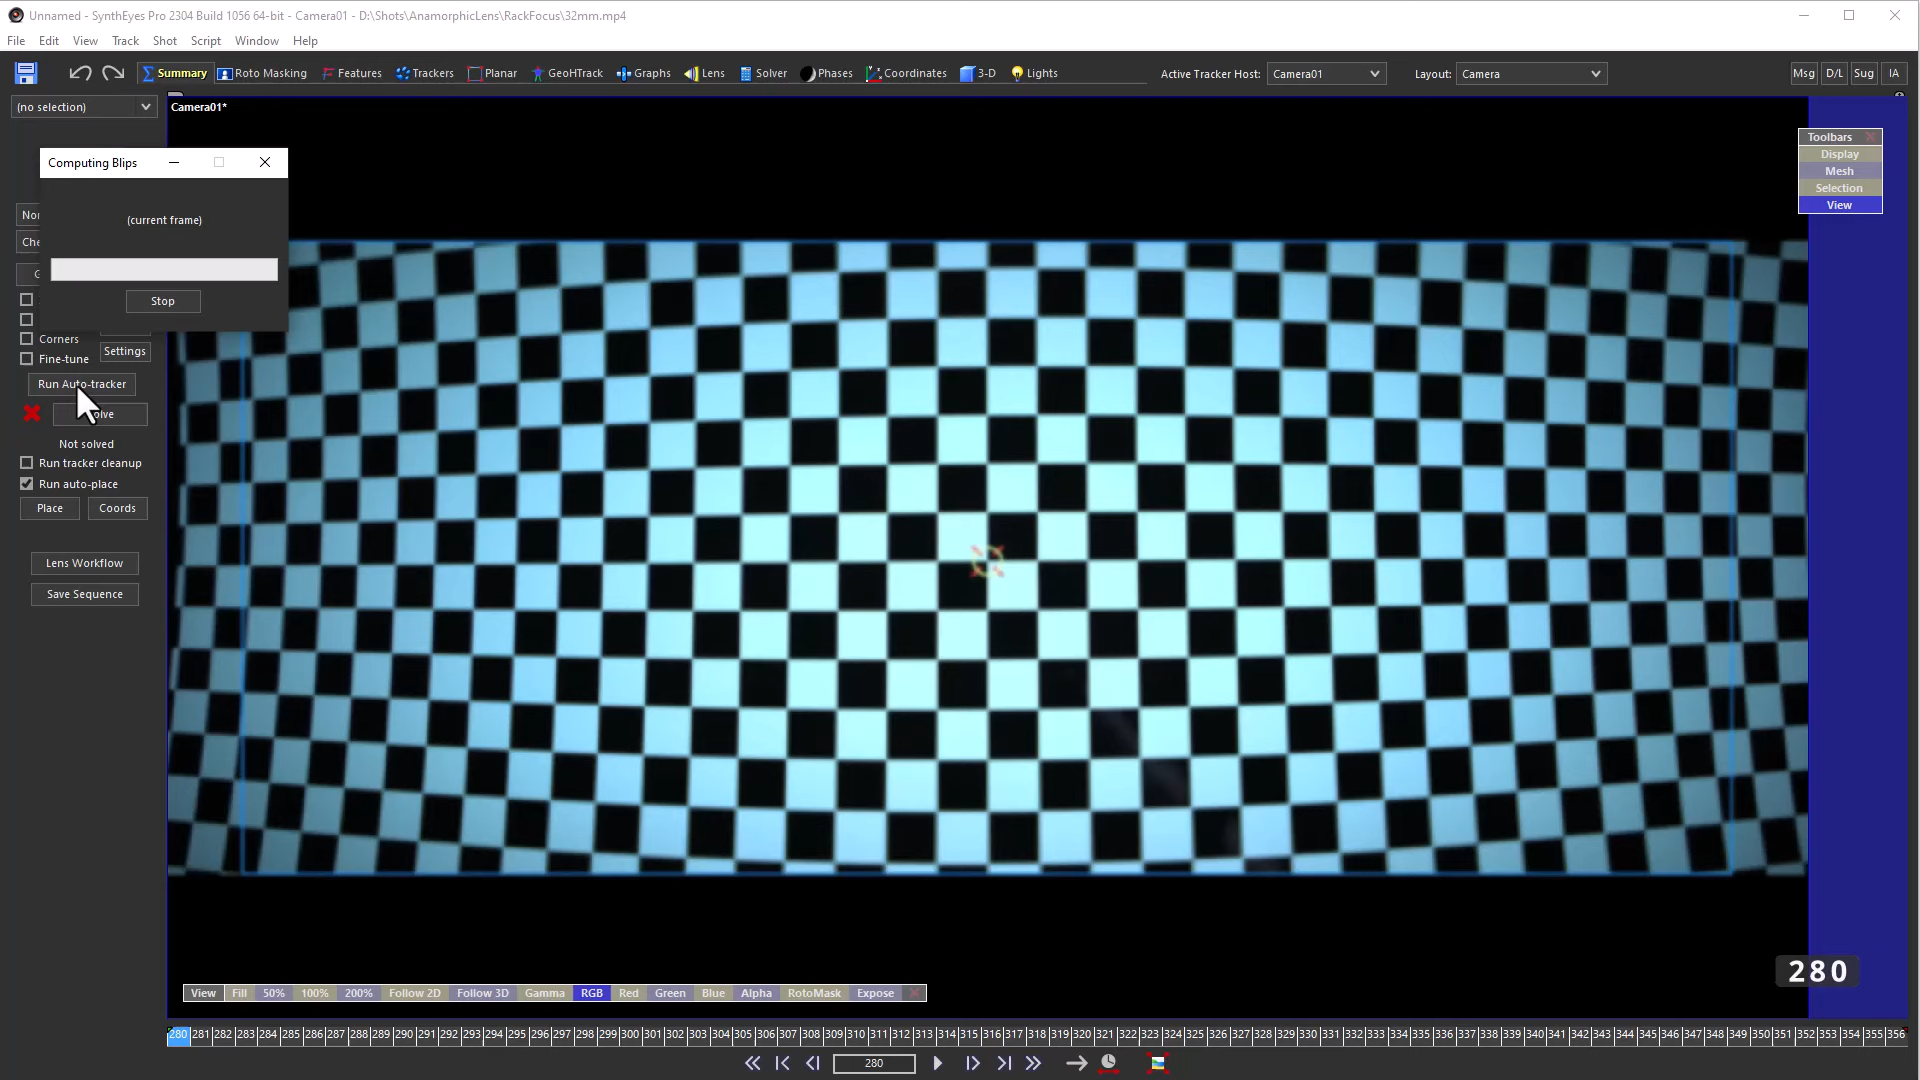 Unnamed - SynthEyes Pro 2304 Build 1056 64-bit - Camera01 - D:\Shots\AnamorphicLens\RackFocus\32mm.mp4
File Edit View Track Shot Script Window Help
Summary Roto Masking Features Trackers Planar GeoHTrack Graphs Lens Solver Phases Coordinates 3-D Lights Active Tracker Host: Camera01 Layout: Camera Msg D/L Sug IA
(no selection)
Camera01*
Toolbars
Display
Mesh
Selection
View
Computing Blips
(current frame)
Stop
Corners
Fine-tune Settings
Run Auto-tracker
Not solved
Run tracker cleanup
Run auto-place
Place Coords
Lens Workflow
Save Sequence
280
View Fill 50% 100% 200% Follow 2D Follow 3D Gamma RGB Red Green Blue Alpha RotoMask Expose
280 281 282 283 284 285 286 287 288 289 290 291 292 293 294 295 296 297 298 299 300 301 302 303 304 305 306 307 308 309 310 311 312 313 314 315 316 317 318 319 320 321 322 323 324 325 326 327 328 329 330 331 332 333 334 335 336 337 338 339 340 341 342 343 344 345 346 347 348 349 350 351 352 353 354 355 356
280